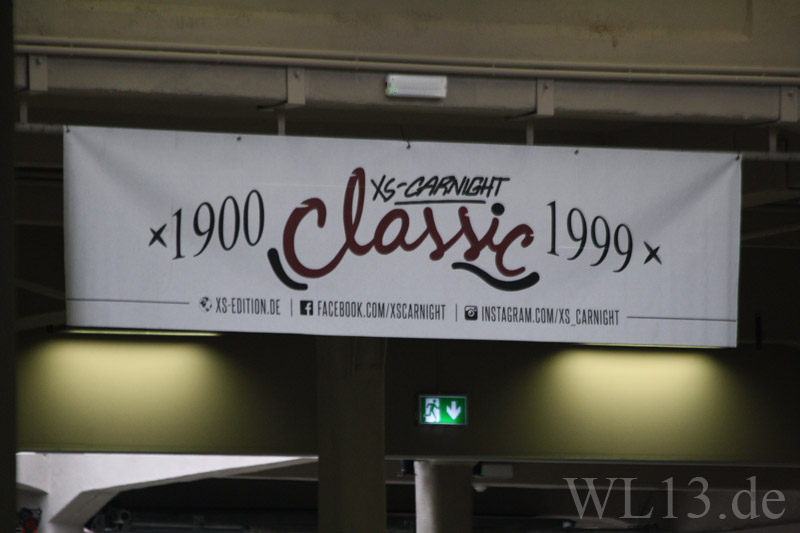 XS-CARNIGHT
×1900 Classic 1999×
XS-EDITION.DE | FACEBOOK.COM/XSCARNIGHT | INSTAGRAM.COM/XS_CARNIGHT
WL13.de